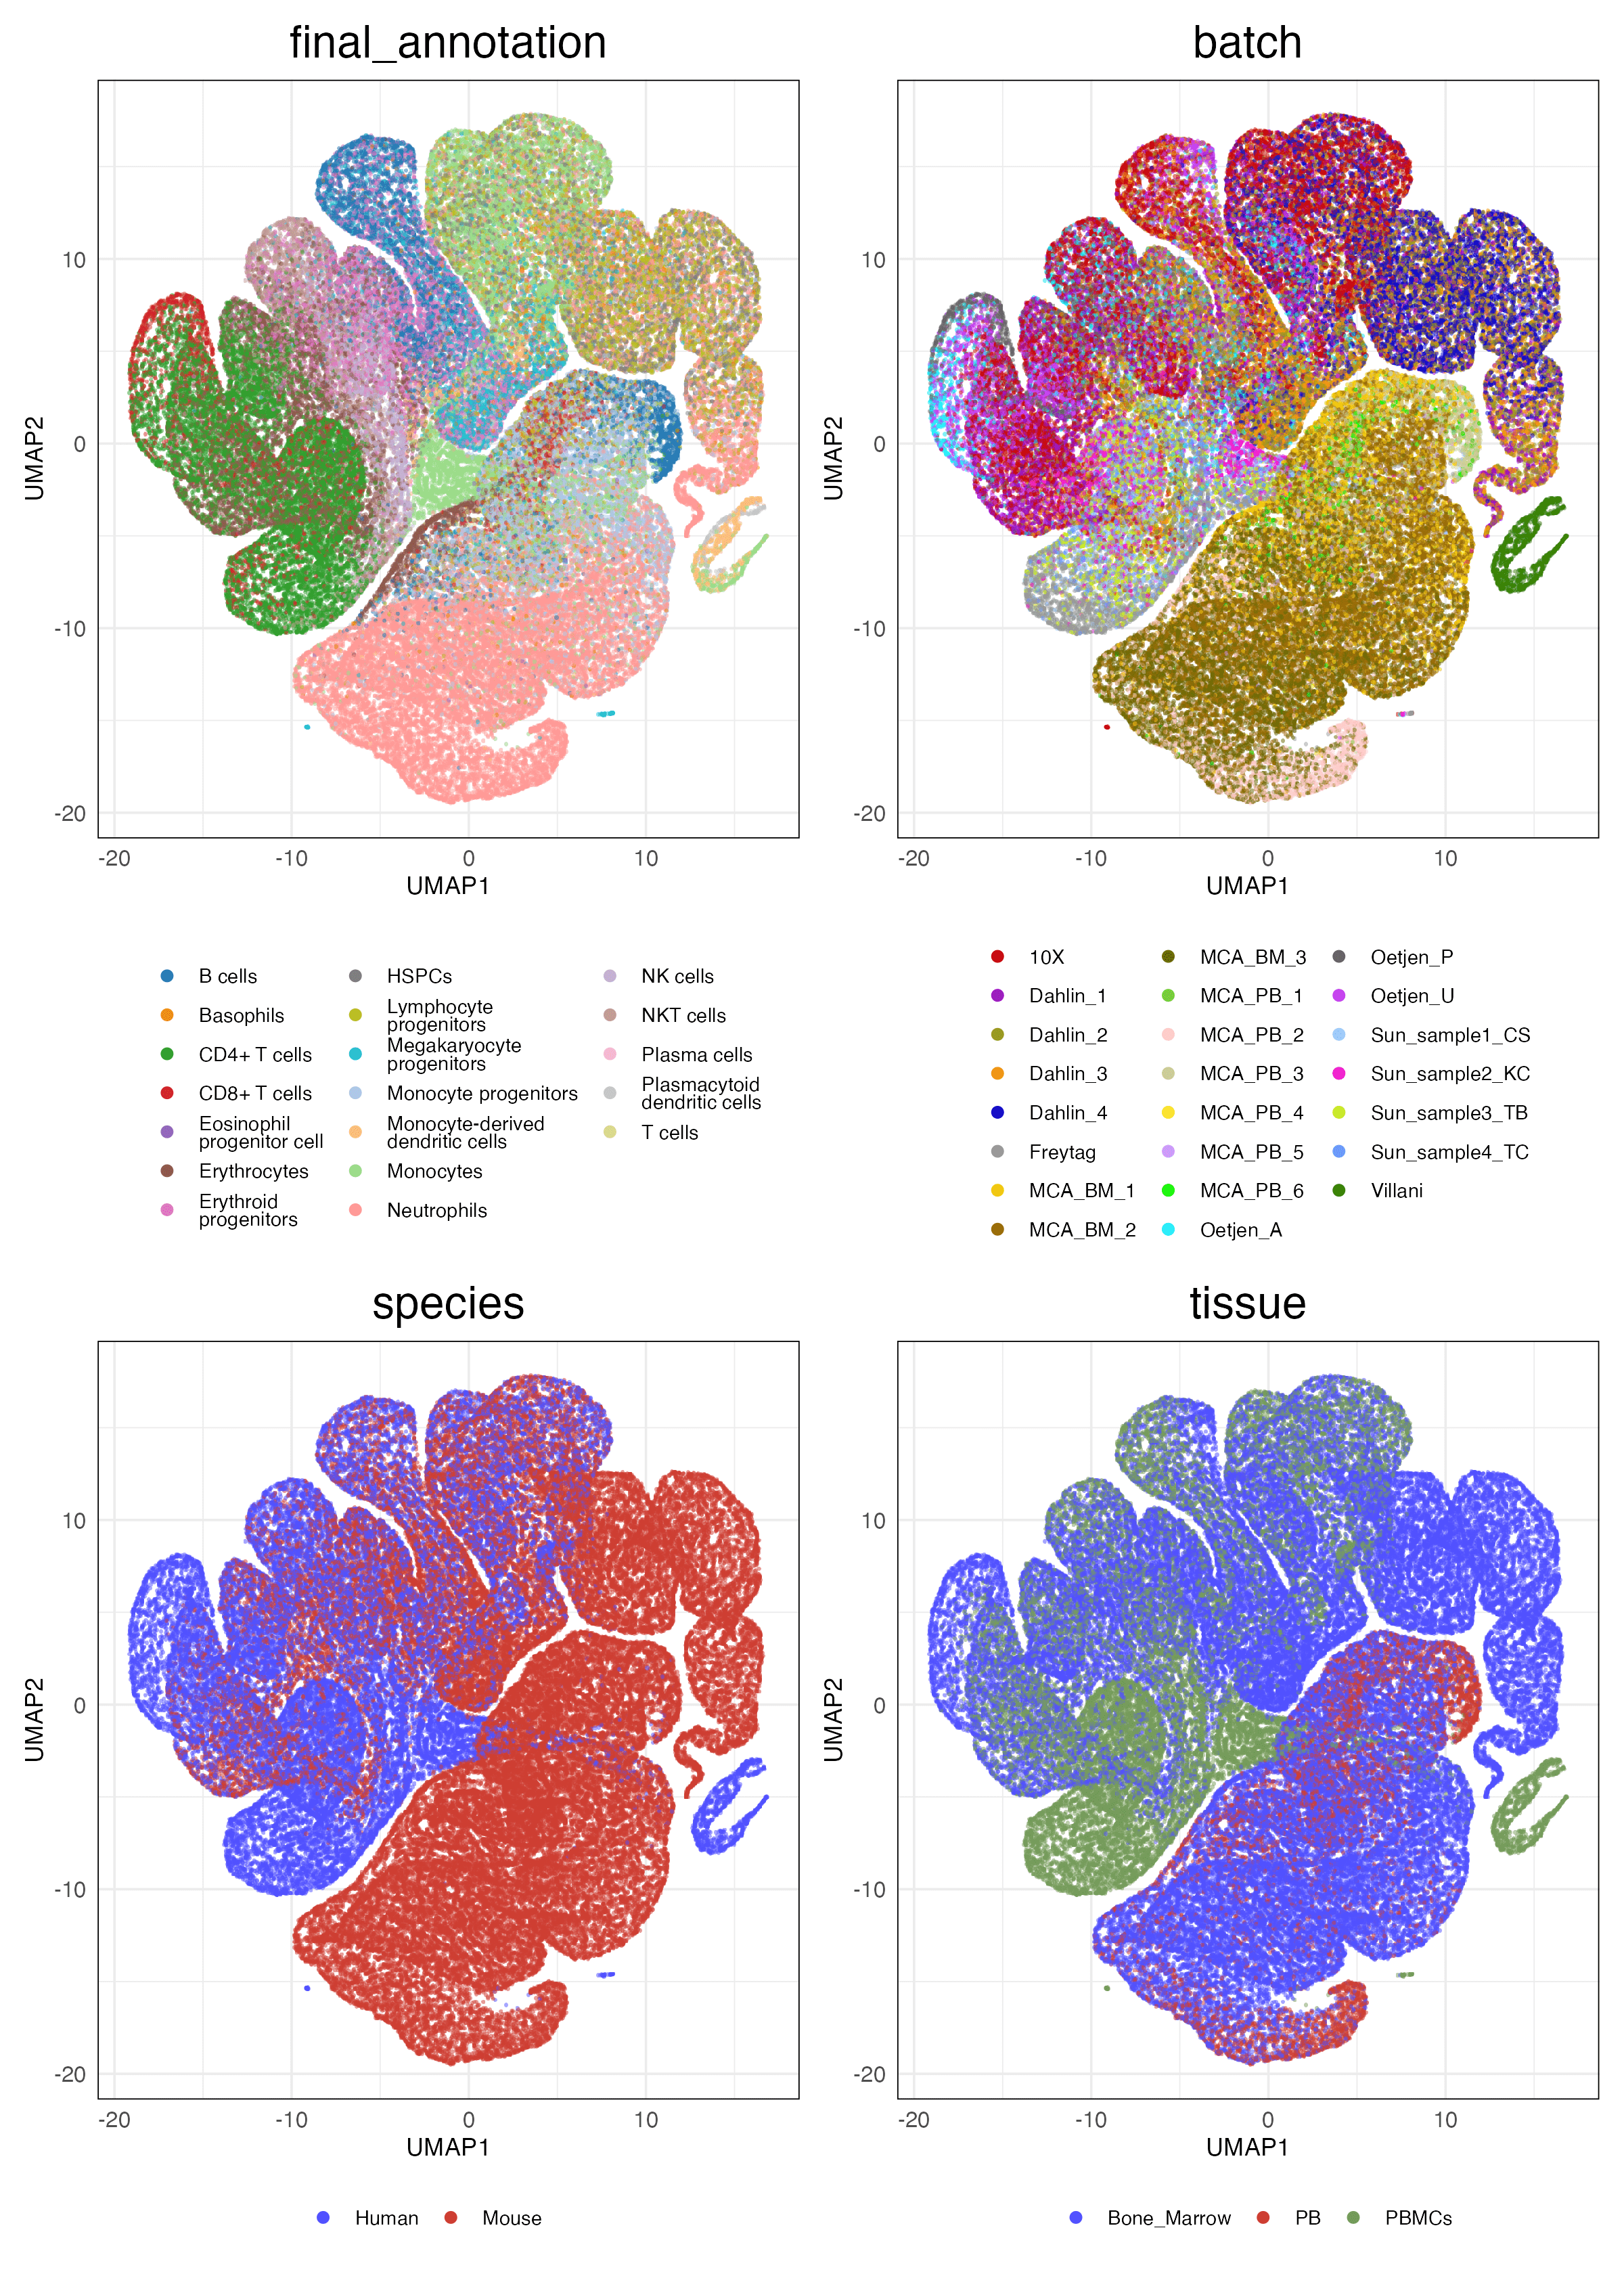 final_annotation
batch
UMAP2
10
0
-10
-20
-20
-10
0
10
UMAP1
UMAP2
10
0
-10
-20
-20
-10
0
10
UMAP1
B cells
Basophils
CD4+ T cells
CD8+ T cells
Eosinophil
progenitor cell
Erythrocytes
Erythroid
progenitors
HSPCs
Lymphocyte
progenitors
Megakaryocyte
progenitors
Monocyte progenitors
Monocyte-derived
dendritic cells
Monocytes
Neutrophils
NK cells
NKT cells
Plasma cells
Plasmacytoid
dendritic cells
T cells
10X
Dahlin_1
Dahlin_2
Dahlin_3
Dahlin_4
Freytag
MCA_BM_1
MCA_BM_2
MCA_BM_3
MCA_PB_1
MCA_PB_2
MCA_PB_3
MCA_PB_4
MCA_PB_5
MCA_PB_6
Oetjen_A
Oetjen_P
Oetjen_U
Sun_sample1_CS
Sun_sample2_KC
Sun_sample3_TB
Sun_sample4_TC
Villani
species
tissue
UMAP2
10
0
-10
-20
-20
-10
0
10
UMAP1
UMAP2
10
0
-10
-20
-20
-10
0
10
UMAP1
Human
Mouse
Bone_Marrow
PB
PBMCs